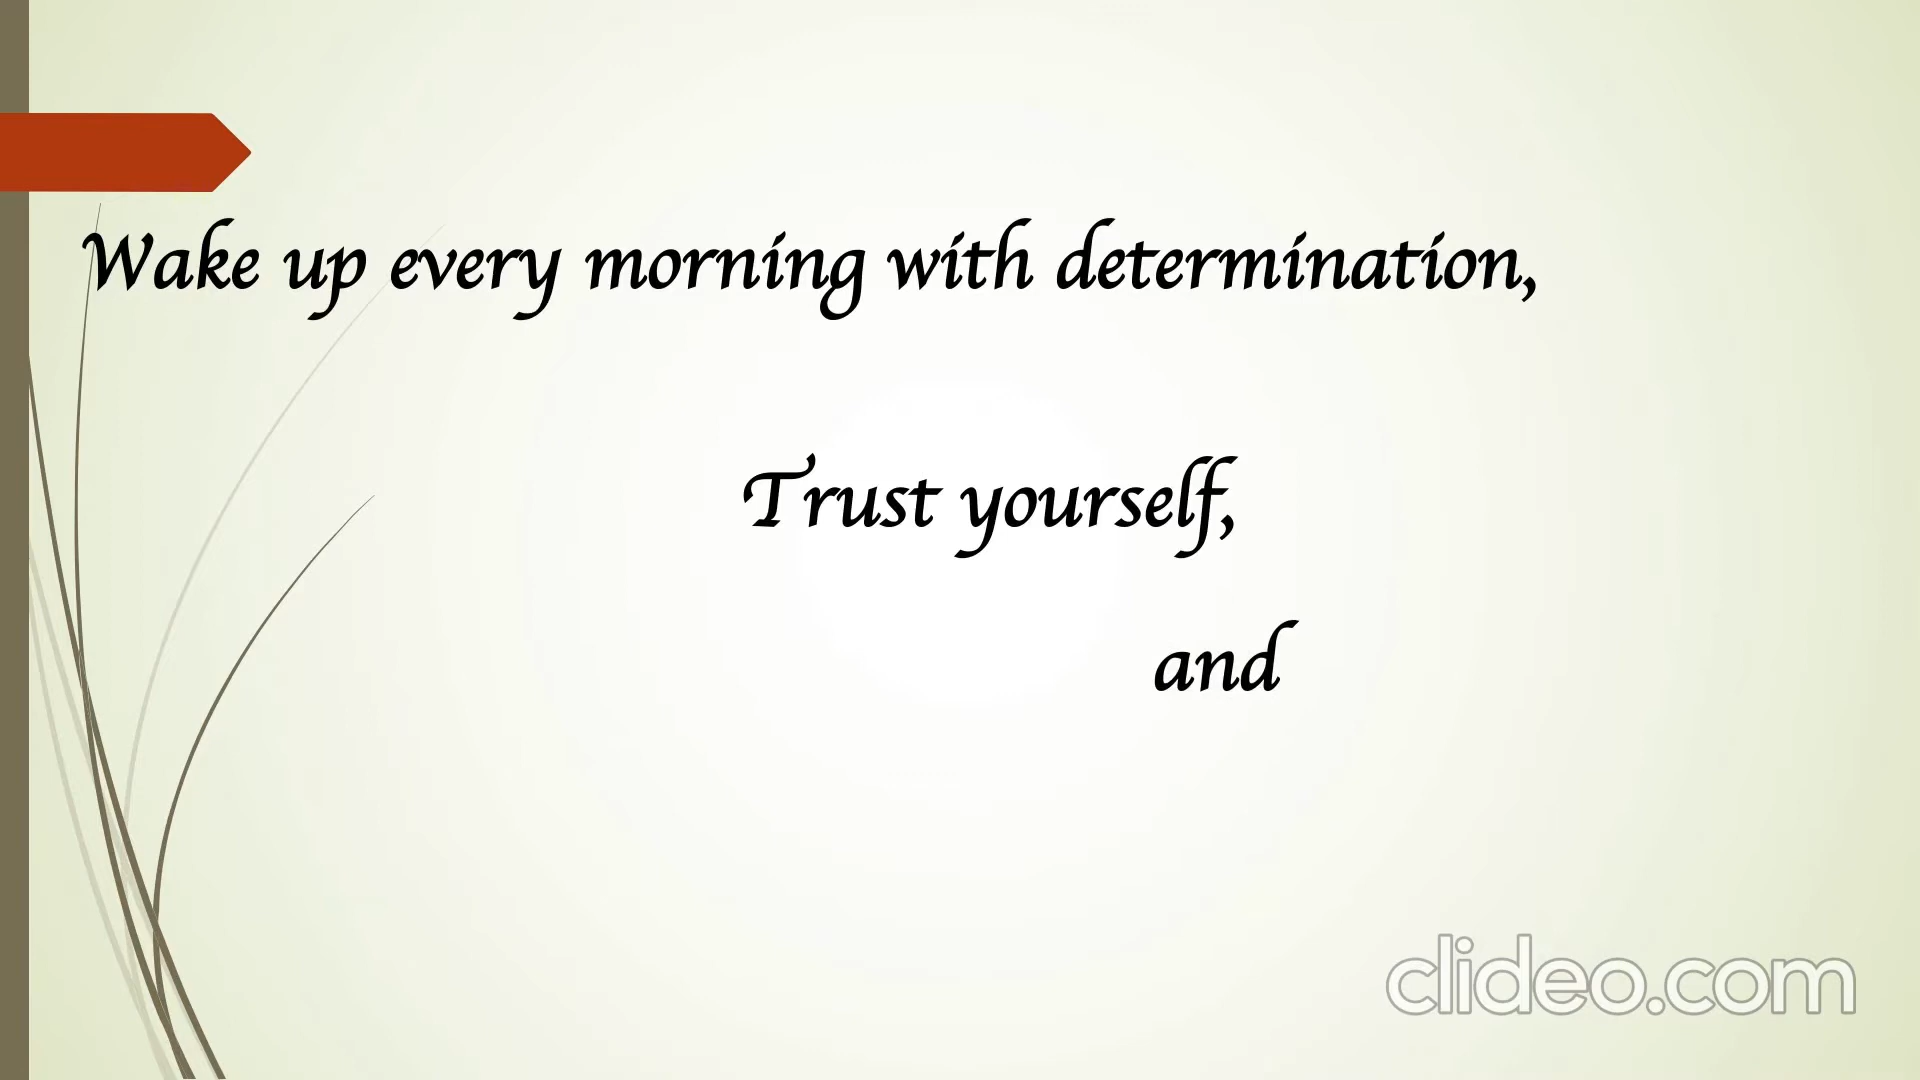 Wake up every morning with determination,
Trust yourself,
and
clideo.com